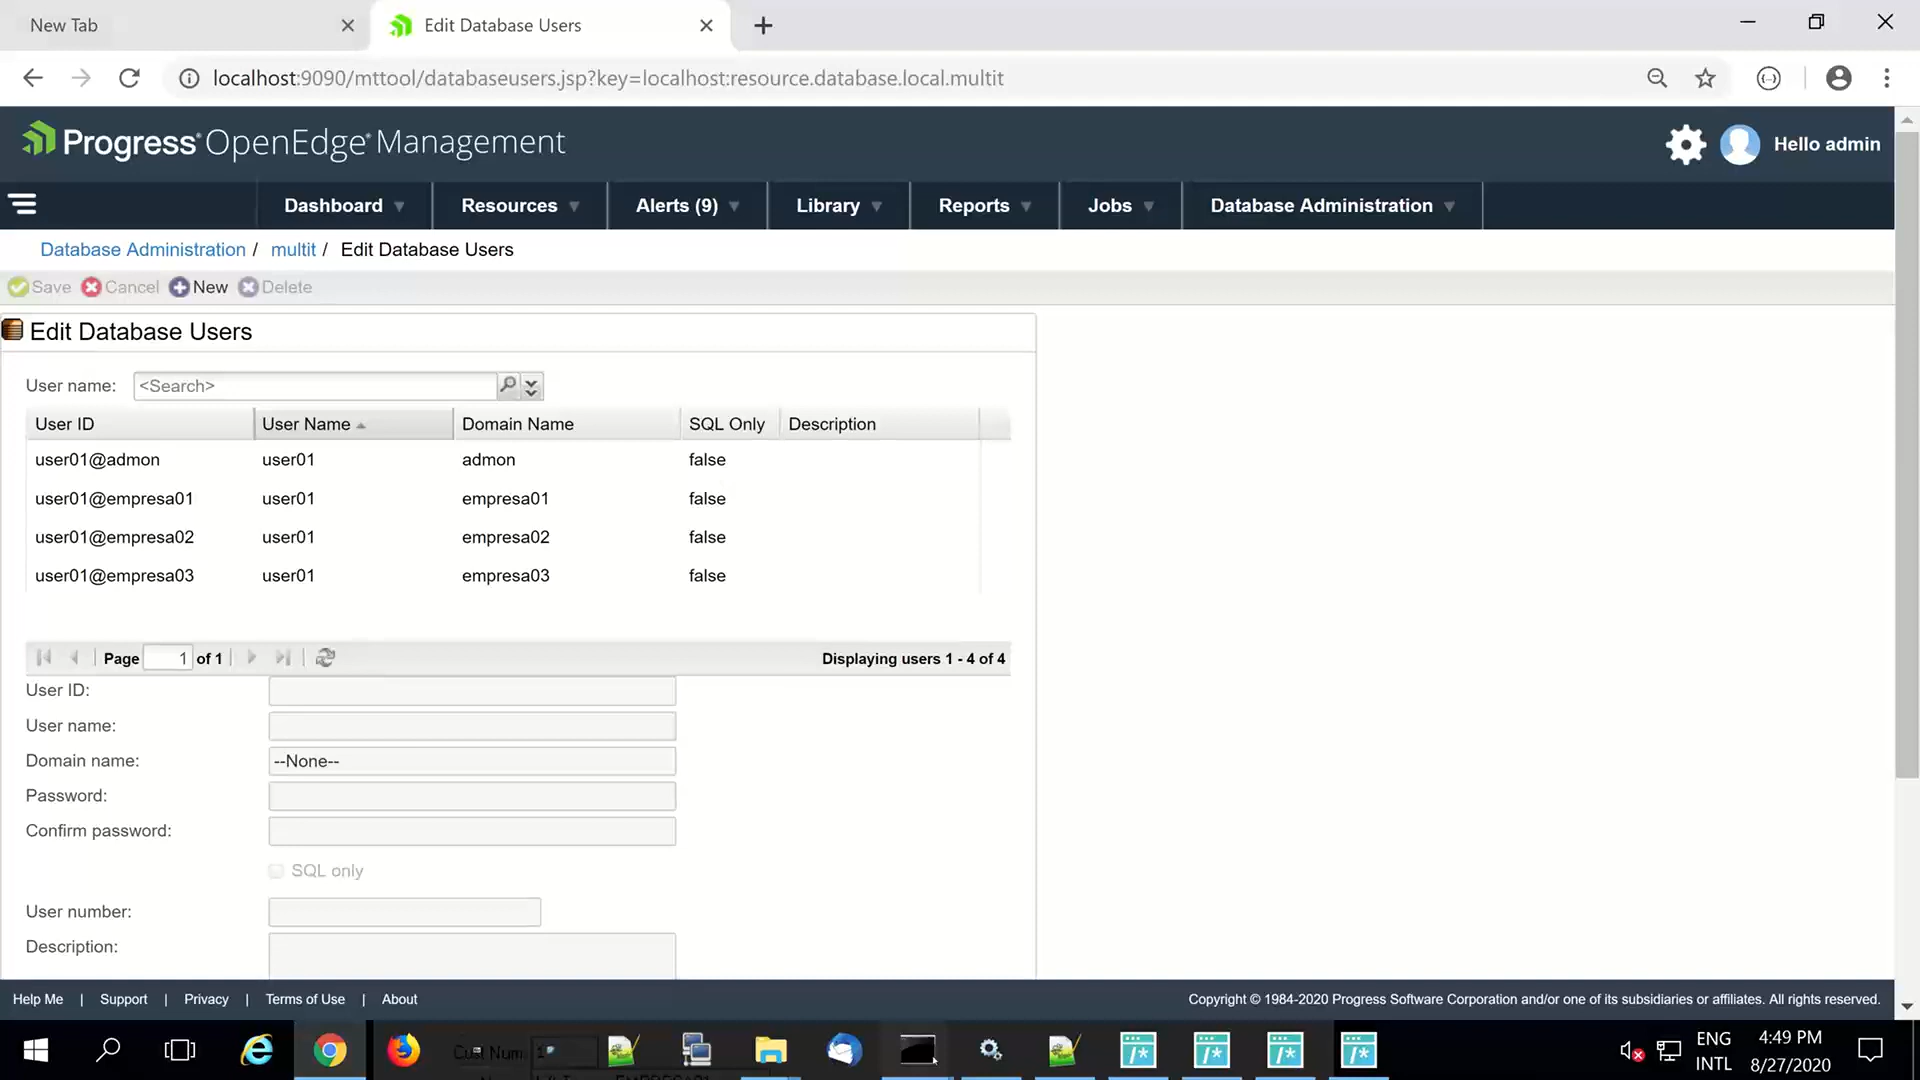 New Tab
Edit Database Users
localhost:9090/mttool/databaseusers.jsp?key=localhost:resource.database.local.multit
Progress OpenEdge Management
Hello admin
Dashboard Resources Alerts (9) Library Reports Jobs Database Administration
Database Administration / multit / Edit Database Users
Save Cancel New Delete
Edit Database Users
User name: <Search>
User ID User Name Domain Name SQL Only Description
user01@admon user01 admon false
user01@empresa01 user01 empresa01 false
user01@empresa02 user01 empresa02 false
user01@empresa03 user01 empresa03 false
Page 1 of 1 Displaying users 1 - 4 of 4
User ID:
User name:
Domain name: --None--
Password:
Confirm password:
SQL only
User number:
Description:
Help Me | Support | Privacy | Terms of Use | About
Copyright © 1984-2020 Progress Software Corporation and/or one of its subsidiaries or affiliates. All rights reserved.
Cust Num
ENG 4:49 PM
INTL 8/27/2020